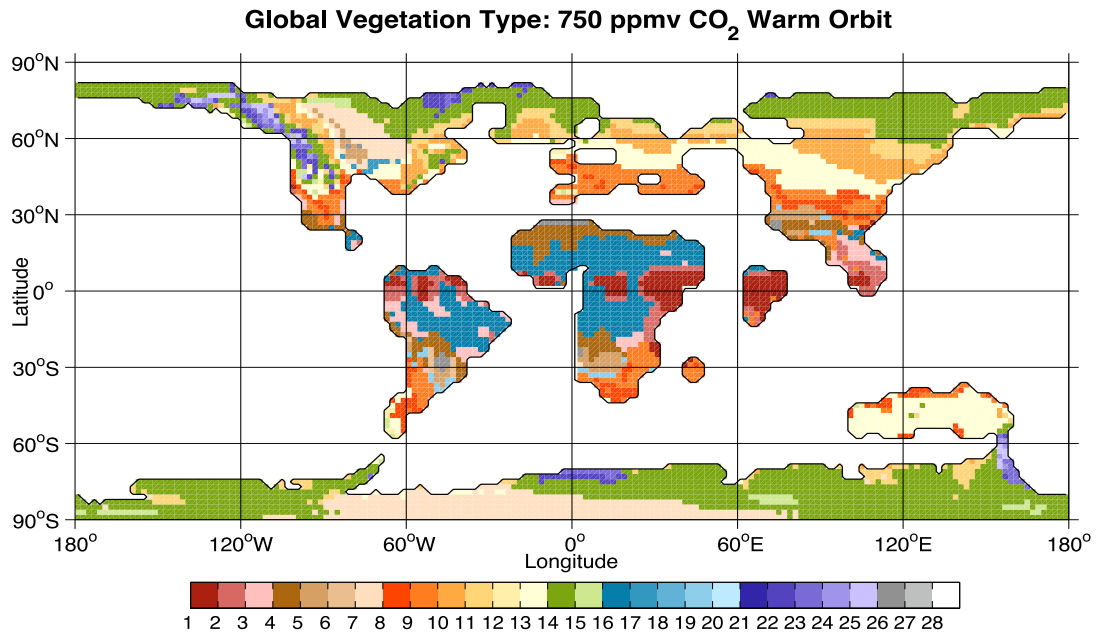 Global Vegetation Type: 750 ppmv CO2 Warm Orbit
90°N
60°N
30°N
0°
30°S
60°S
90°S
Latitude
180° 120°W 60°W 0° 60°E 120°E 180°
Longitude
1 2 3 4 5 6 7 8 9 10 11 12 13 14 15 16 17 18 19 20 21 22 23 24 25 26 27 28